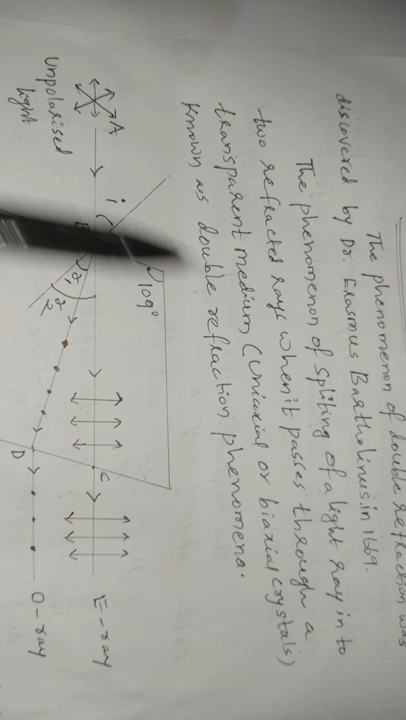 The phenomenon of double refraction was
discovered by Dr. Erasmus Bartholinus in 1669.
The phenomenon of spliting of a light ray in to
two refracted rays when it passes through a
transparent medium (Uniaxial or biaxial crystals)
known as double refraction phenomena.
109°
A
i
r1
r2
C
D
Unpolarised
light
E-ray
O-ray